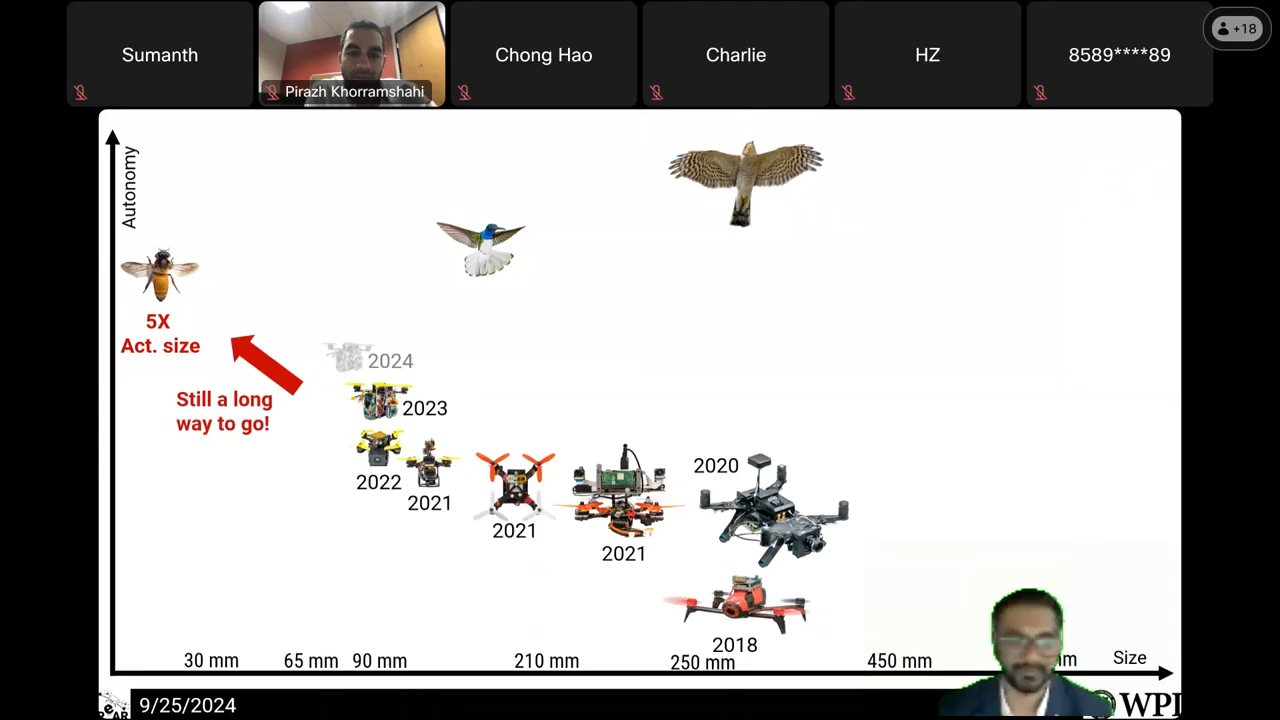 Sumanth
Pirazh Khorramshahi
Chong Hao
Charlie
HZ
8589****89
+18
Autonomy
5X
Act. size
Still a long
way to go!
2024
2023
2022
2021
2021
2021
2020
2018
30 mm
65 mm
90 mm
210 mm
250 mm
450 mm
Size
9/25/2024
WPI